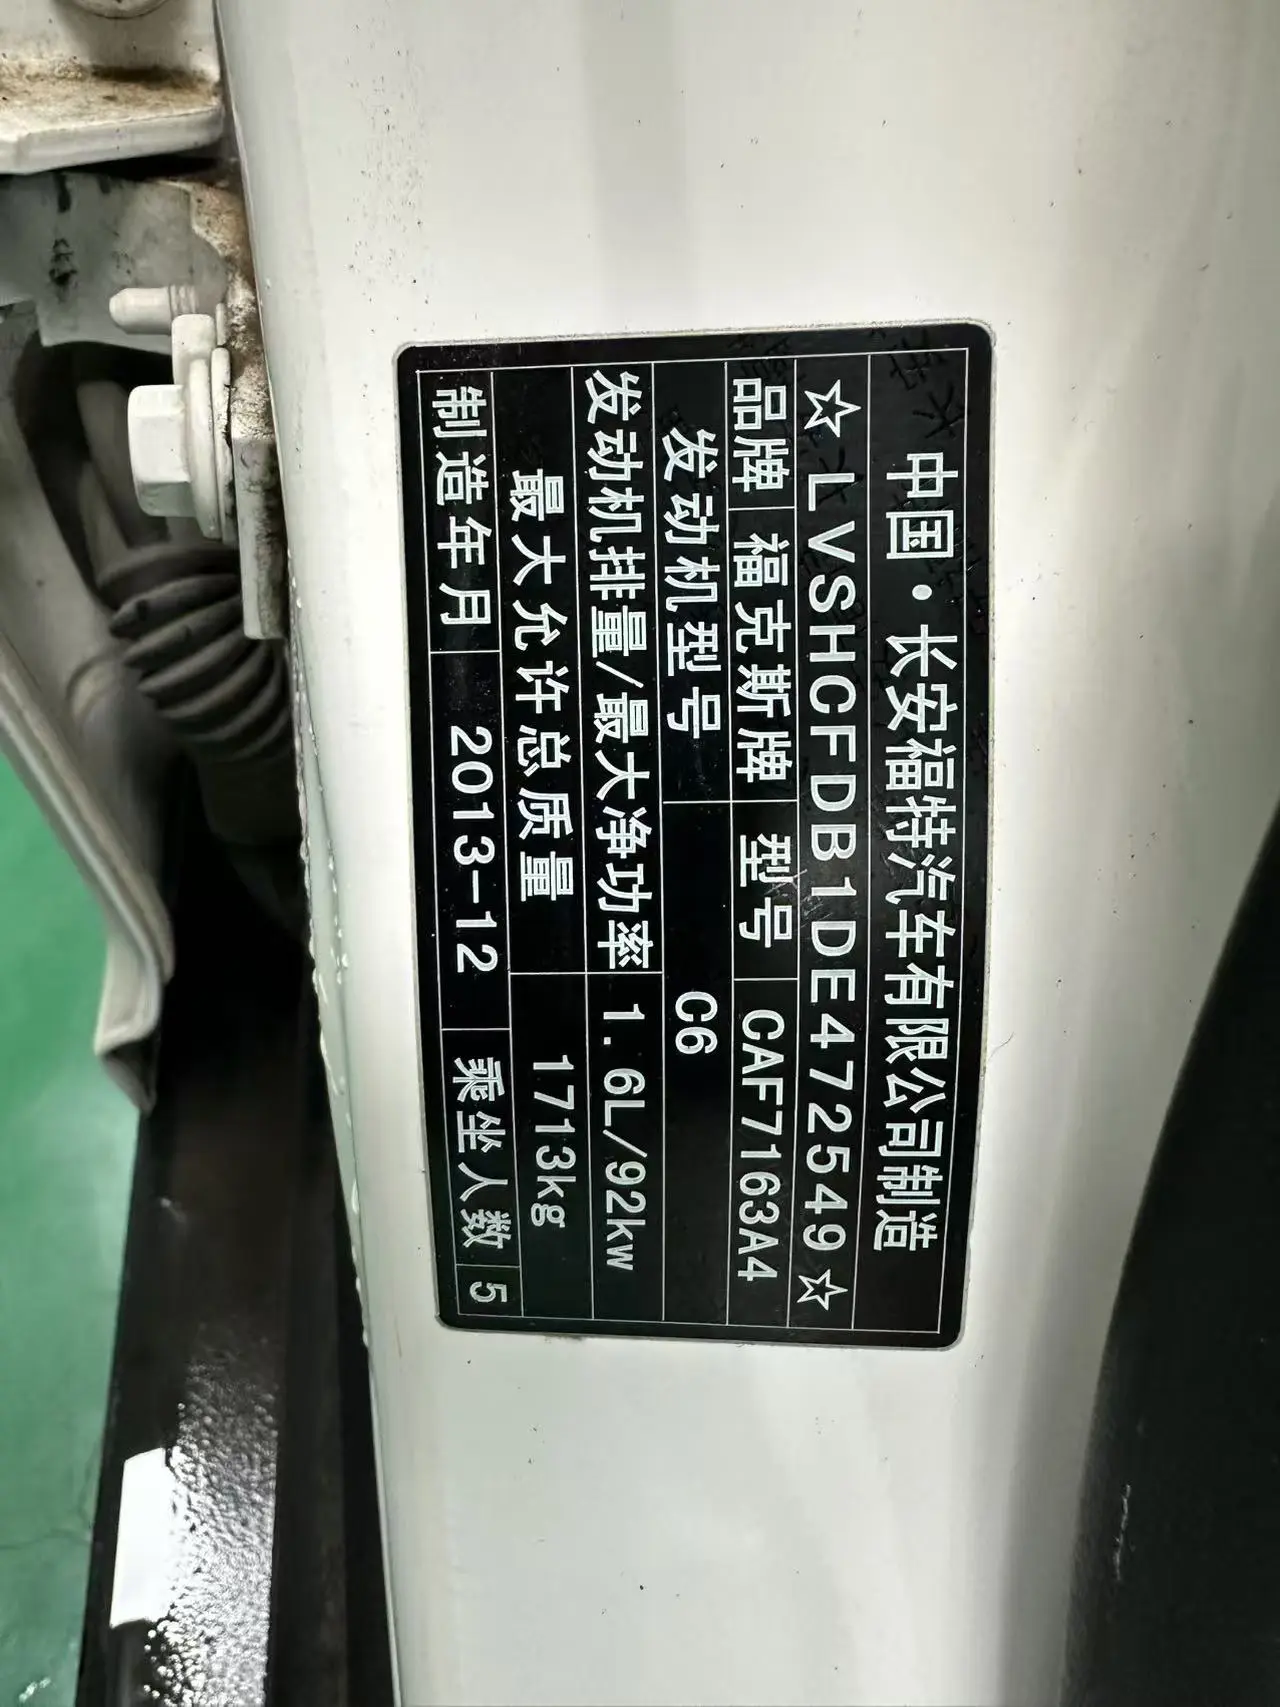 中国·长安福特汽车有限公司制造
☆LVSHCFDB1DE472549☆
品牌 福克斯牌 型号 CAF7163A4
发动机型号 C6
发动机排量/最大净功率 1.6L/92kw
最大允许总质量 1713kg
制造年月 2013-12 乘坐人数 5